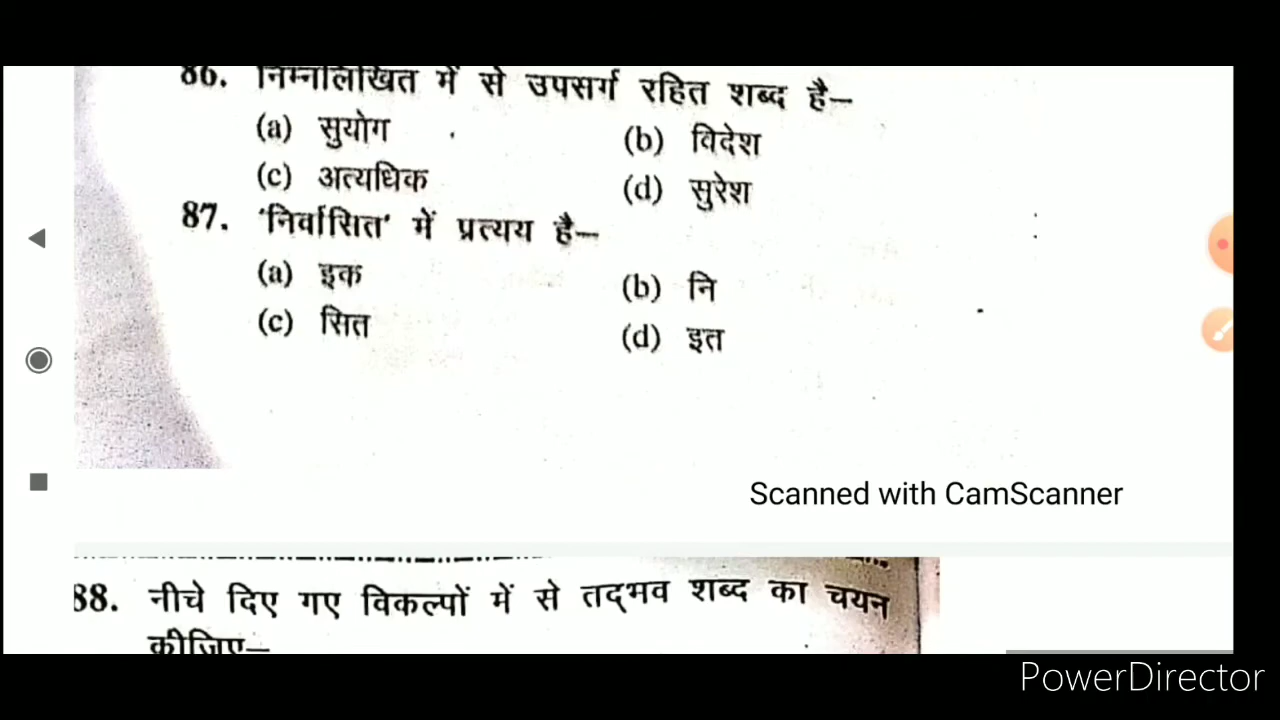 86. निम्नलिखित में से उपसर्ग रहित शब्द है—
(a) सुयोग (b) विदेश
(c) अत्यधिक (d) सुरेश
87. 'निर्वासित' में प्रत्यय है—
(a) इक (b) नि
(c) सित (d) इत
Scanned with CamScanner
88. नीचे दिए गए विकल्पों में से तद्भव शब्द का चयन
कीजिए—
PowerDirector